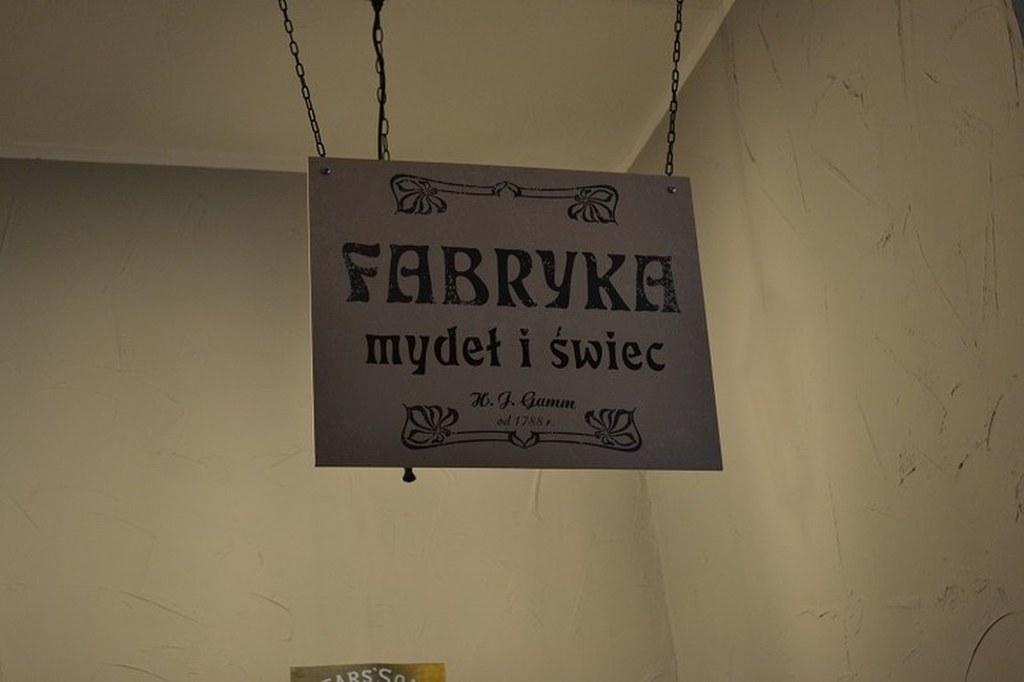 FABRYKA
mydeł i świec
H. J. Gamm
od 1788 r.